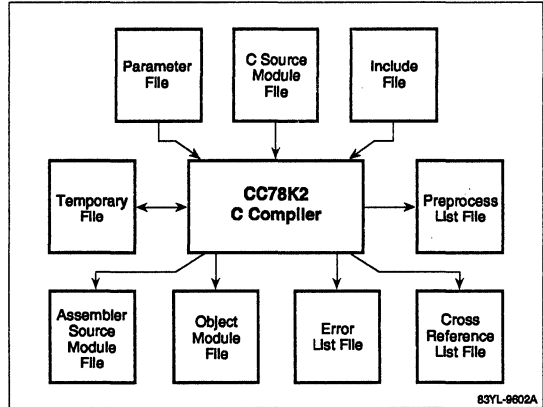 Parameter
File
C Source
Module
File
Include
File
Temporary
File
CC78K2
C Compiler
Preprocess
List File
Assembler
Source
Module
File
Object
Module
File
Error
List File
Cross
Reference
List File
83YL-9602A